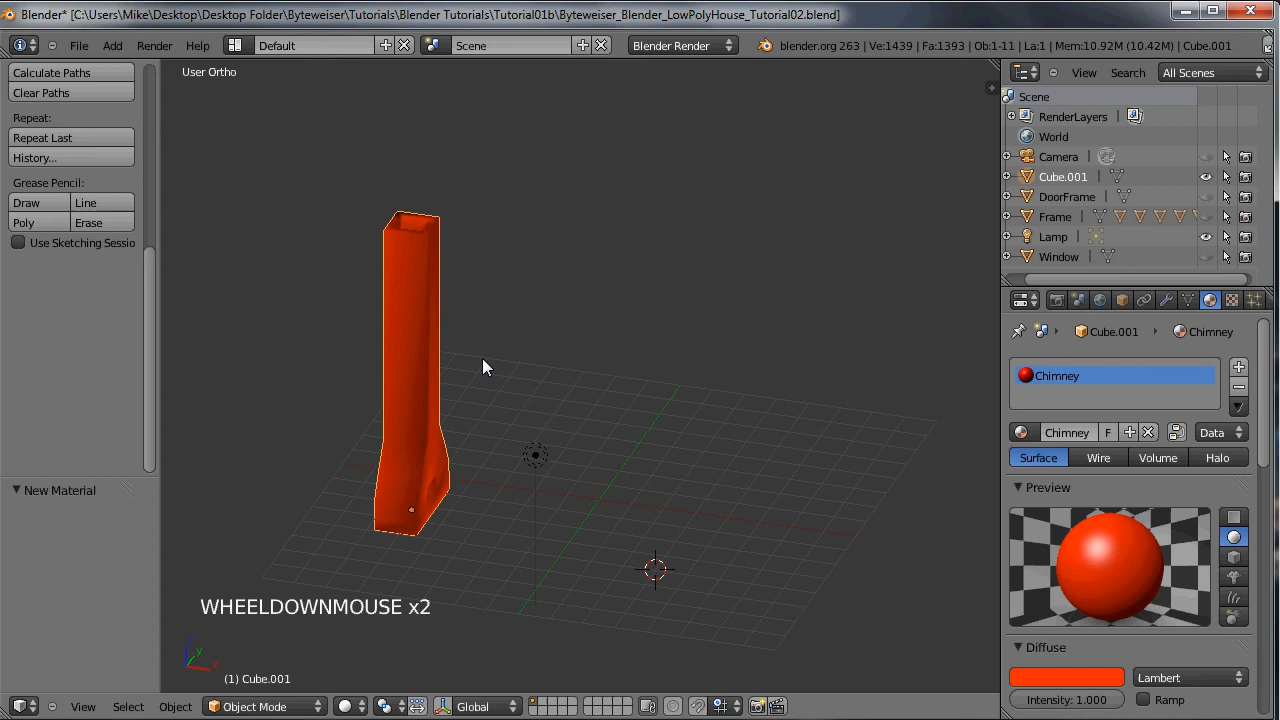 Blender* [C:\Users\Mike\Desktop\Desktop Folder\Byteweiser\Tutorials\Blender Tutorials\Tutorial01b\Byteweiser_Blender_LowPolyHouse_Tutorial02.blend]
File Add Render Help Default Scene Blender Render blender.org 263 | Ve:1439 | Fa:1393 | Ob:1-11 | La:1 | Mem:10.92M (10.42M) | Cube.001
Calculate Paths
Clear Paths
Repeat:
Repeat Last
History...
Grease Pencil:
Draw Line
Poly Erase
Use Sketching Sessio
New Material
User Ortho
WHEELDOWNMOUSE x2
z
y
x
(1) Cube.001
View Select Object Object Mode Global
View Search All Scenes
Scene
RenderLayers |
World
Camera |
Cube.001 |
DoorFrame |
Frame |
Lamp |
Window |
Cube.001 Chimney
Chimney
Chimney F Data
Surface Wire Volume Halo
Preview
Diffuse
Lambert
Intensity: 1.000 Ramp